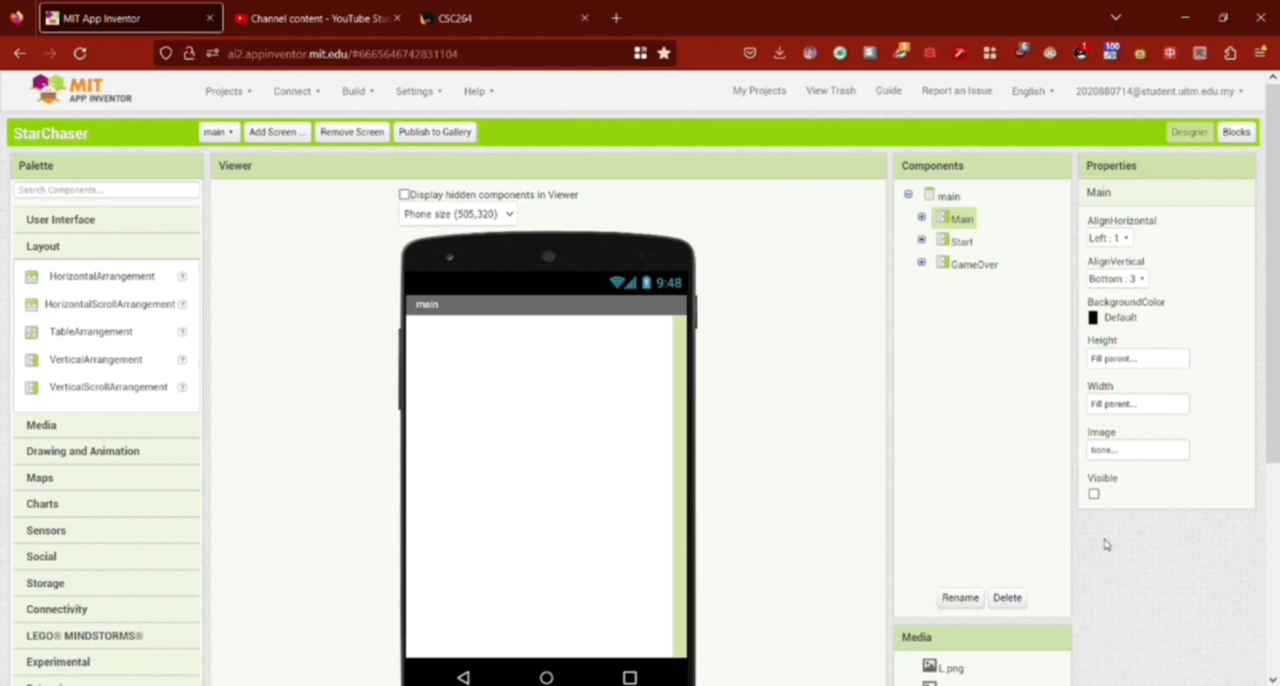 MIT App Inventor
Channel content - YouTube Stu
CSC264
ai2.appinventor.mit.edu/#6665646742831104
6
100
MIT
APP INVENTOR
Projects
Connect
Build
Settings
Help
My Projects
View Trash
Guide
Report an Issue
English
2020880714@student.uitm.edu.my
StarChaser
main
Add Screen ...
Remove Screen
Publish to Gallery
Designer
Blocks
Palette
Search Components...
User Interface
Layout
HorizontalArrangement
HorizontalScrollArrangement
TableArrangement
VerticalArrangement
VerticalScrollArrangement
Media
Drawing and Animation
Maps
Charts
Sensors
Social
Storage
Connectivity
LEGO® MINDSTORMS®
Experimental
Viewer
Display hidden components in Viewer
Phone size (505,320)
9:48
main
Components
main
Main
Start
GameOver
Rename
Delete
Media
L.png
Properties
Main
AlignHorizontal
Left : 1
AlignVertical
Bottom : 3
BackgroundColor
Default
Height
Fill parent...
Width
Fill parent...
Image
None...
Visible